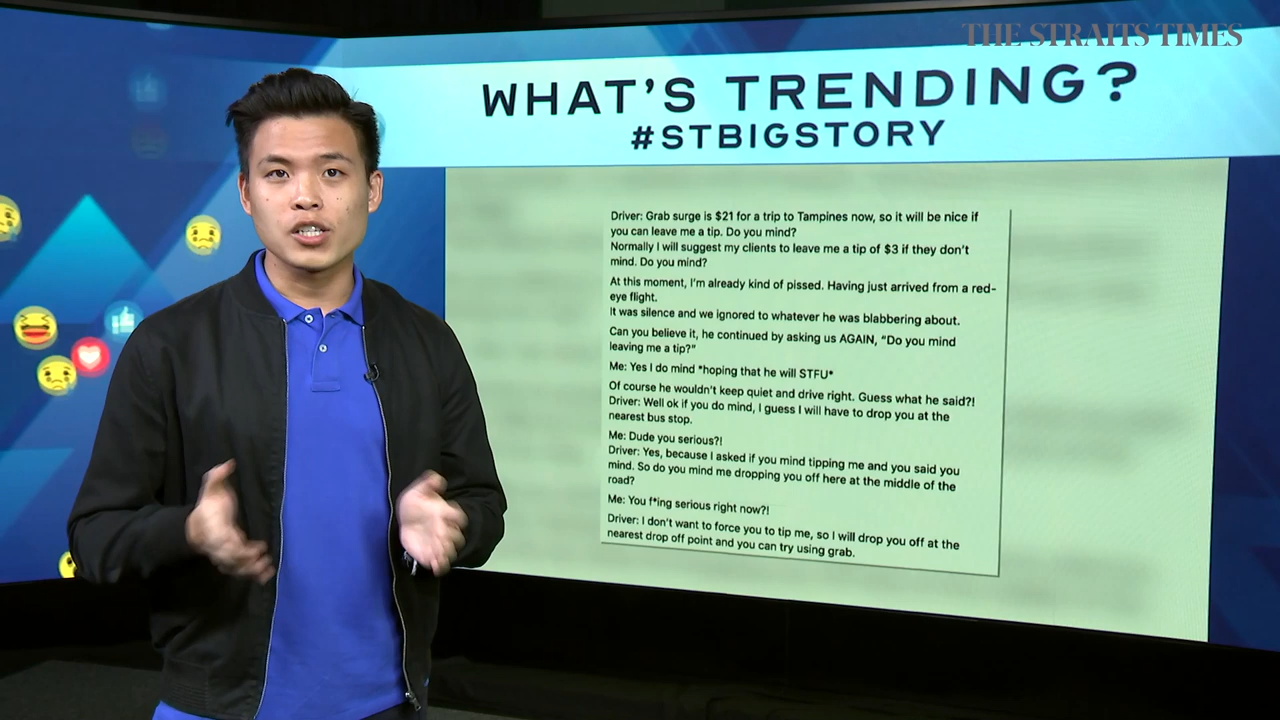 THE STRAITS TIMES
WHAT'S TRENDING?
#STBIGSTORY
Driver: Grab surge is $21 for a trip to Tampines now, so it will be nice if
you can leave me a tip. Do you mind?
Normally I will suggest my clients to leave me a tip of $3 if they don't
mind. Do you mind?
At this moment, I'm already kind of pissed. Having just arrived from a red-
eye flight.
It was silence and we ignored to whatever he was blabbering about.
Can you believe it, he continued by asking us AGAIN, "Do you mind
leaving me a tip?"
Me: Yes I do mind *hoping that he will STFU*
Of course he wouldn't keep quiet and drive right. Guess what he said?!
Driver: Well ok if you do mind, I guess I will have to drop you at the
nearest bus stop.
Me: Dude you serious?!
Driver: Yes, because I asked if you mind tipping me and you said you
mind. So do you mind me dropping you off here at the middle of the
road?
Me: You f*ing serious right now?!
Driver: I don't want to force you to tip me, so I will drop you off at the
nearest drop off point and you can try using grab.